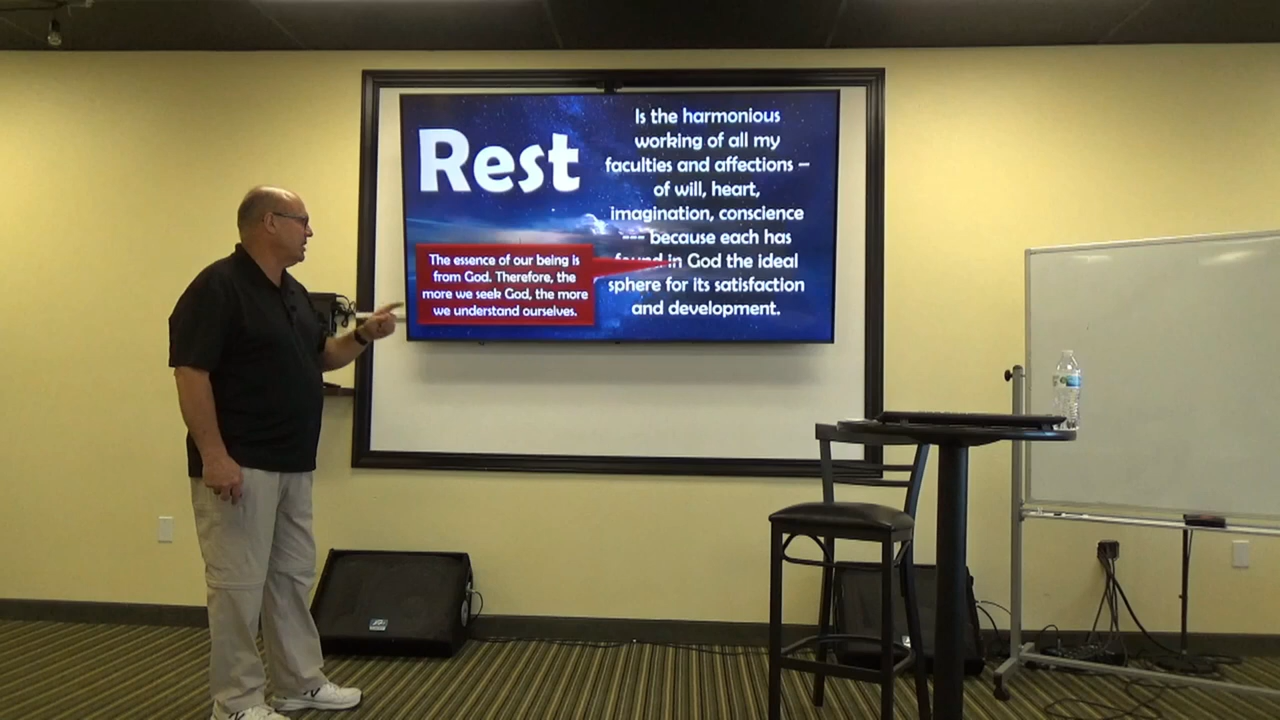 Rest
Is the harmonious
working of all my
faculties and affections –
of will, heart,
imagination, conscience
--- because each has
found in God the ideal
sphere for its satisfaction
and development.
The essence of our being is
from God. Therefore, the
more we seek God, the more
we understand ourselves.